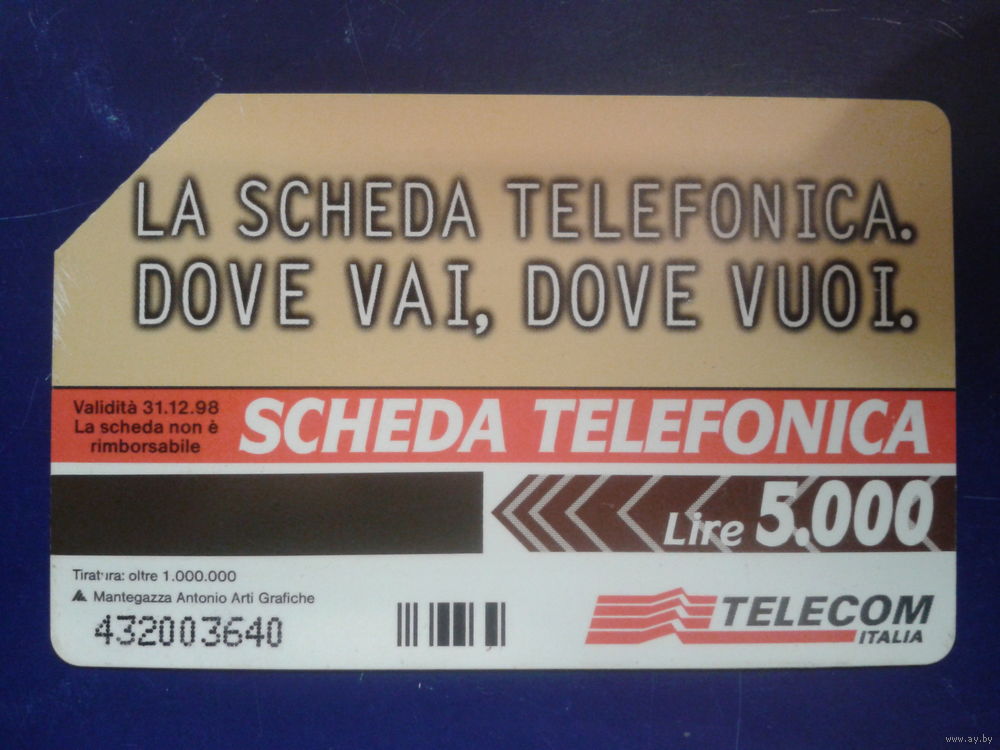 LA SCHEDA TELEFONICA.
DOVE VAI, DOVE VUOI.
Validità 31.12.98
La scheda non è
rimborsabile
SCHEDA TELEFONICA
Lire 5.000
Tiratura: oltre 1.000.000
Mantegazza Antonio Arti Grafiche
432003640
TELECOM
ITALIA
www.ay.by